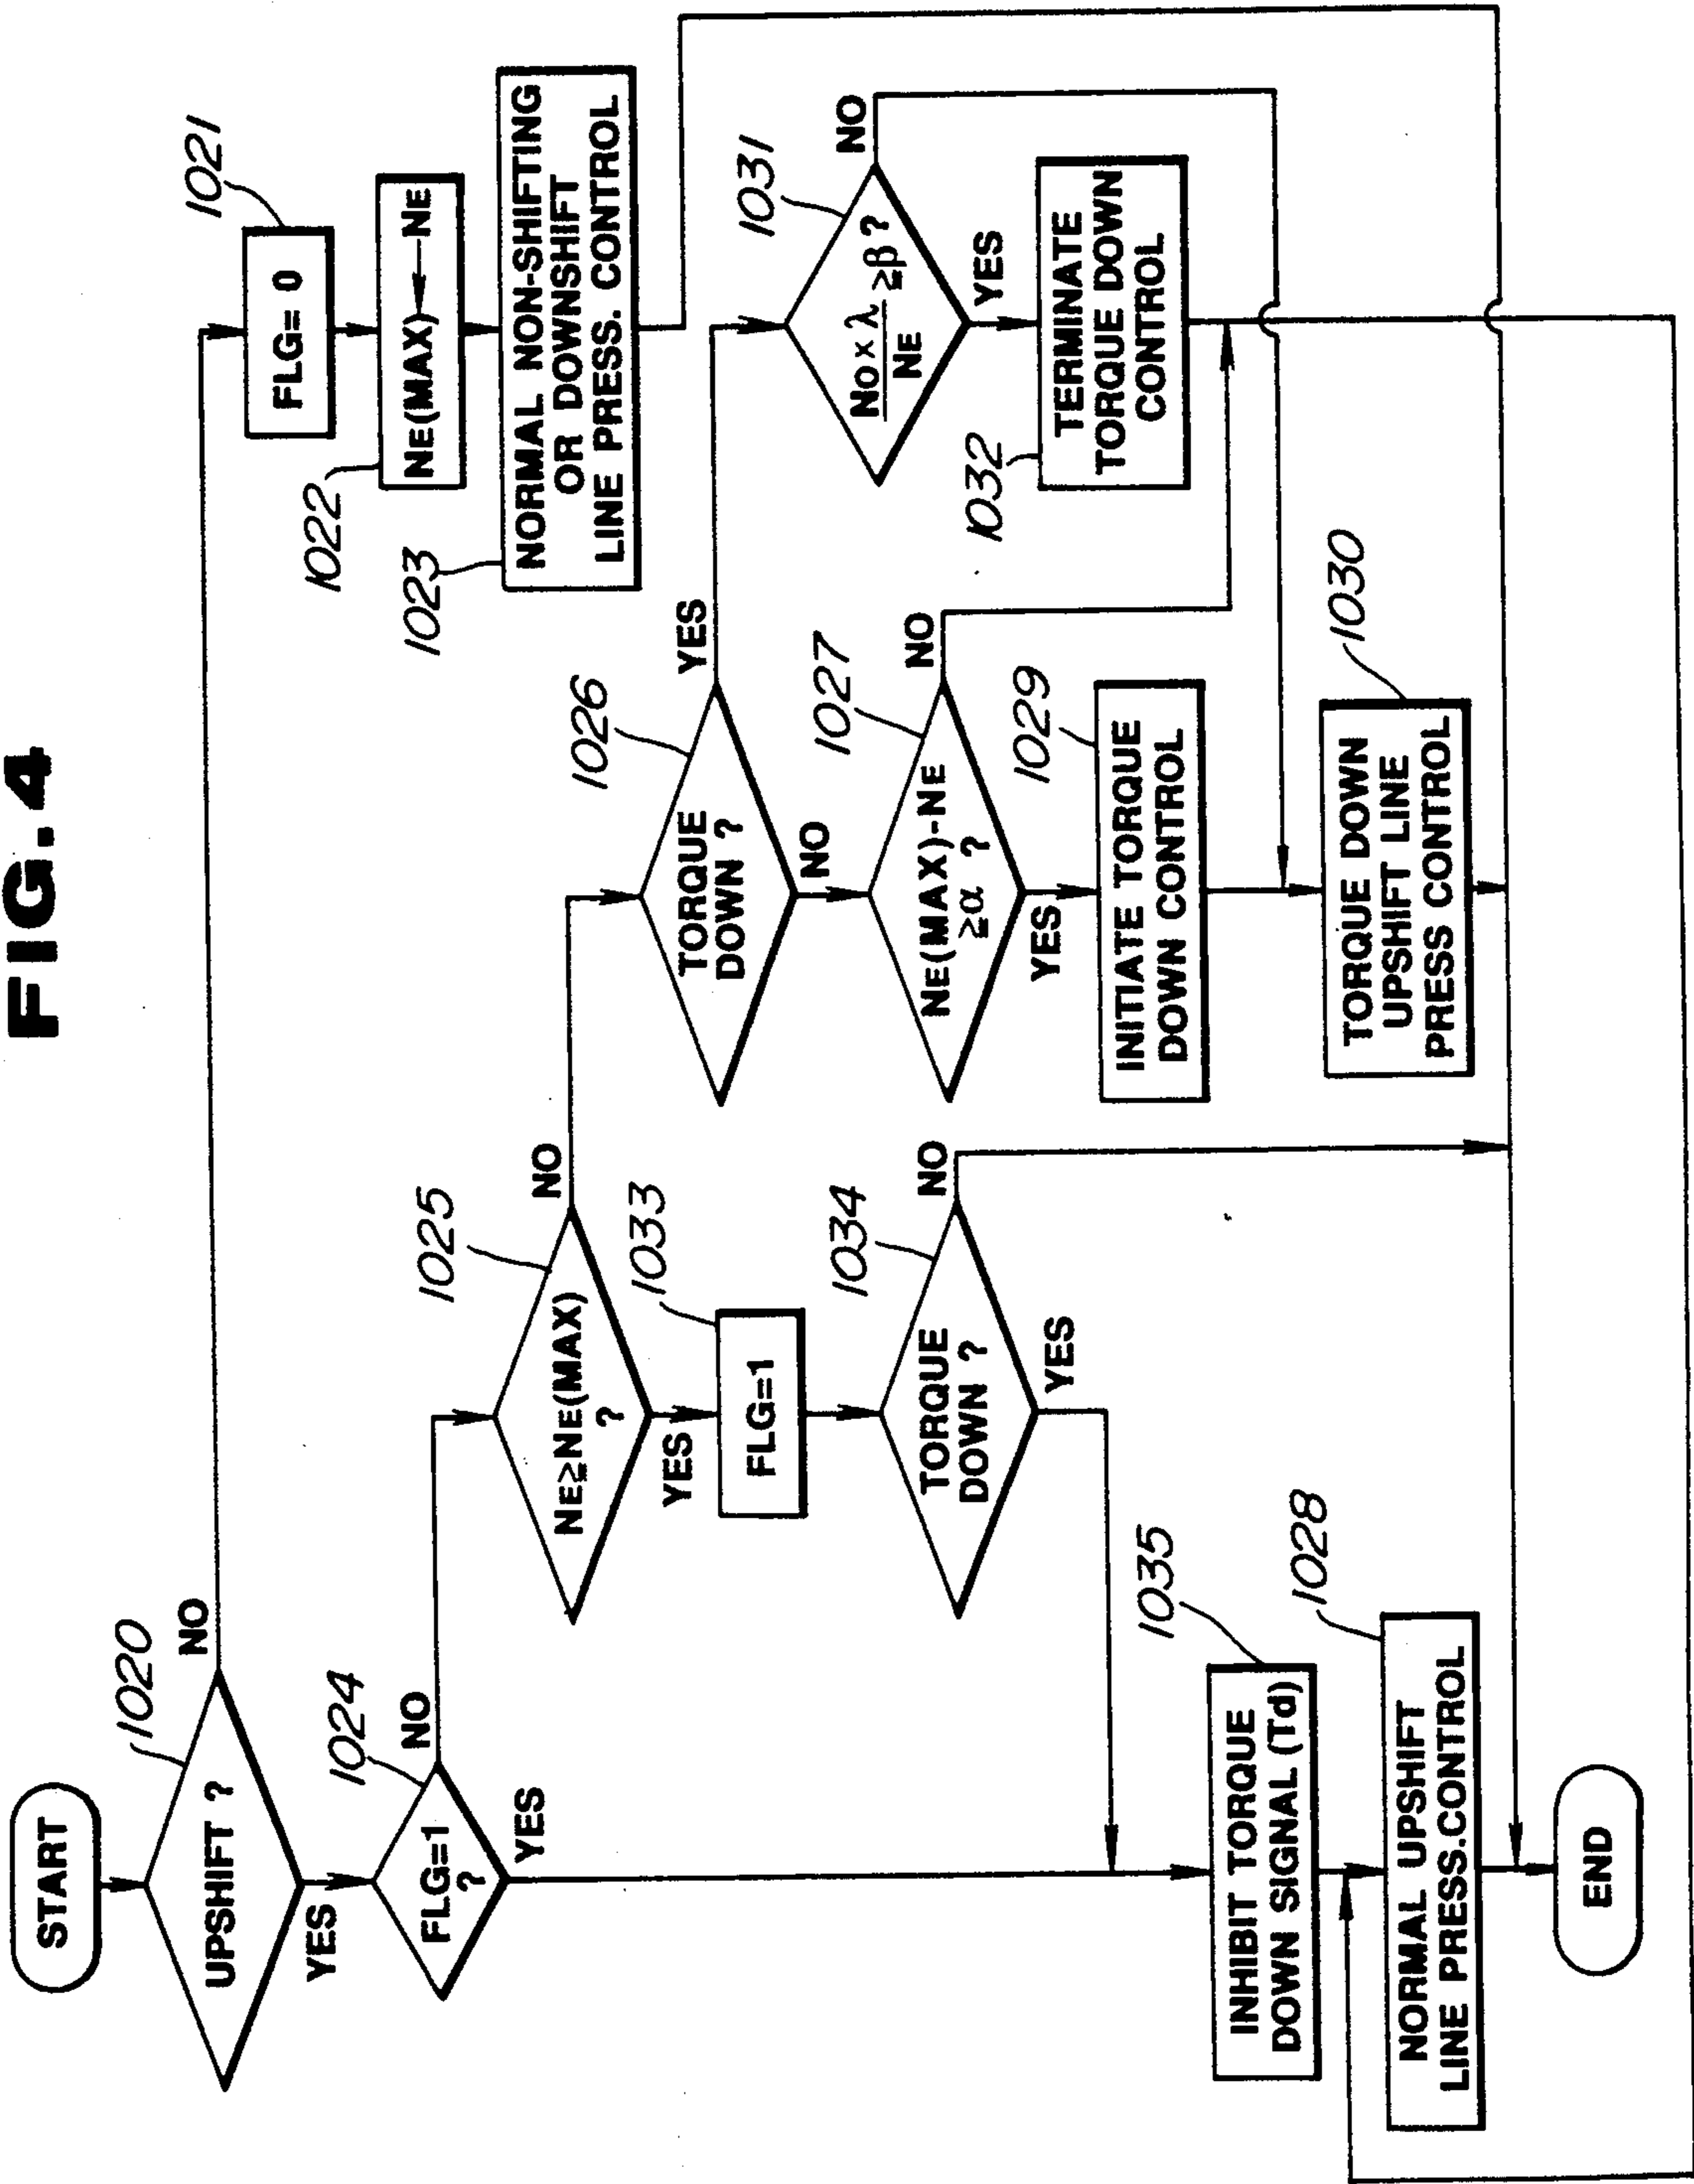 FIG.4
START
UPSHIFT ?
1020
NO
YES
FLG= 0
1021
NE(MAX)←NE
1022
NORMAL NON-SHIFTING
OR DOWNSHIFT
LINE PRESS. CONTROL
1023
FLG=1
?
1024
NO
YES
NE≥NE(MAX)
?
1025
NO
YES
FLG=1
1033
TORQUE
DOWN ?
1034
NO
YES
TORQUE
DOWN ?
1026
YES
NO
NE(MAX)-NE
≥α ?
1027
NO
YES
INITIATE TORQUE
DOWN CONTROL
1029
TORQUE DOWN
UPSHIFT LINE
PRESS CONTROL
1030
NO×λ
NE
≥β ?
1031
NO
YES
TERMINATE
TORQUE DOWN
CONTROL
1032
INHIBIT TORQUE
DOWN SIGNAL (Td)
1035
NORMAL UPSHIFT
LINE PRESS.CONTROL
1028
END